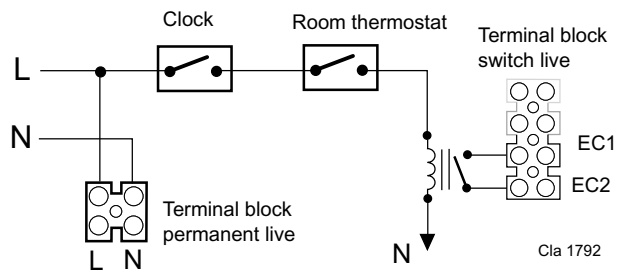 Clock
Room thermostat
Terminal block
switch live
L
N
EC1
EC2
Terminal block
permanent live
L N
N
Cla 1792